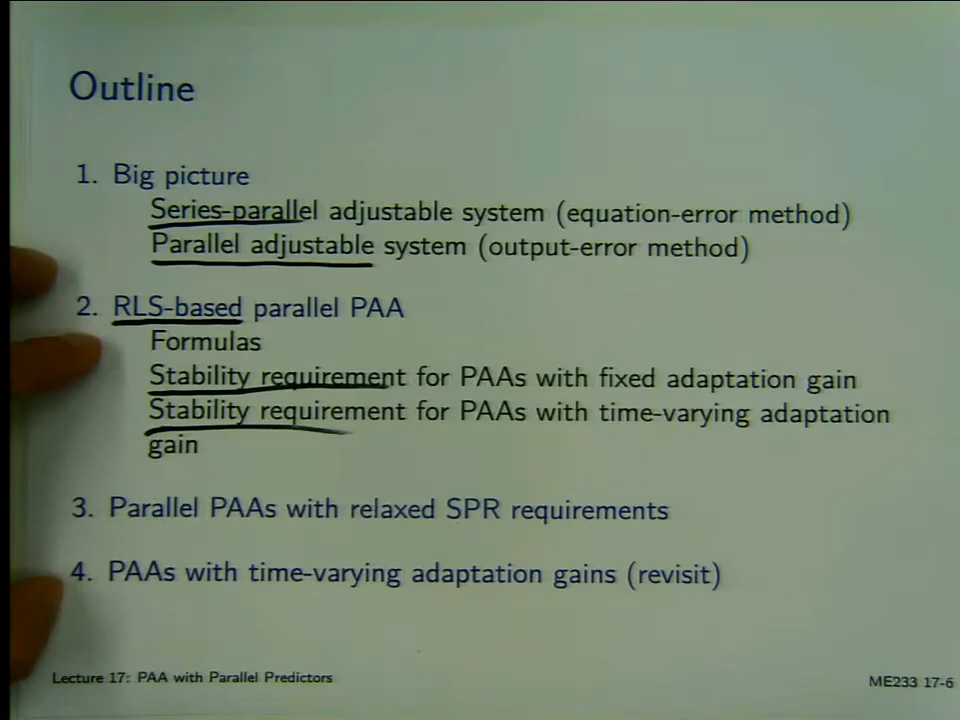 Outline
1. Big picture
Series-parallel adjustable system (equation-error method)
Parallel adjustable system (output-error method)
2. RLS-based parallel PAA
Formulas
Stability requirement for PAAs with fixed adaptation gain
Stability requirement for PAAs with time-varying adaptation
gain
3. Parallel PAAs with relaxed SPR requirements
4. PAAs with time-varying adaptation gains (revisit)
Lecture 17: PAA with Parallel Predictors
ME233 17-6